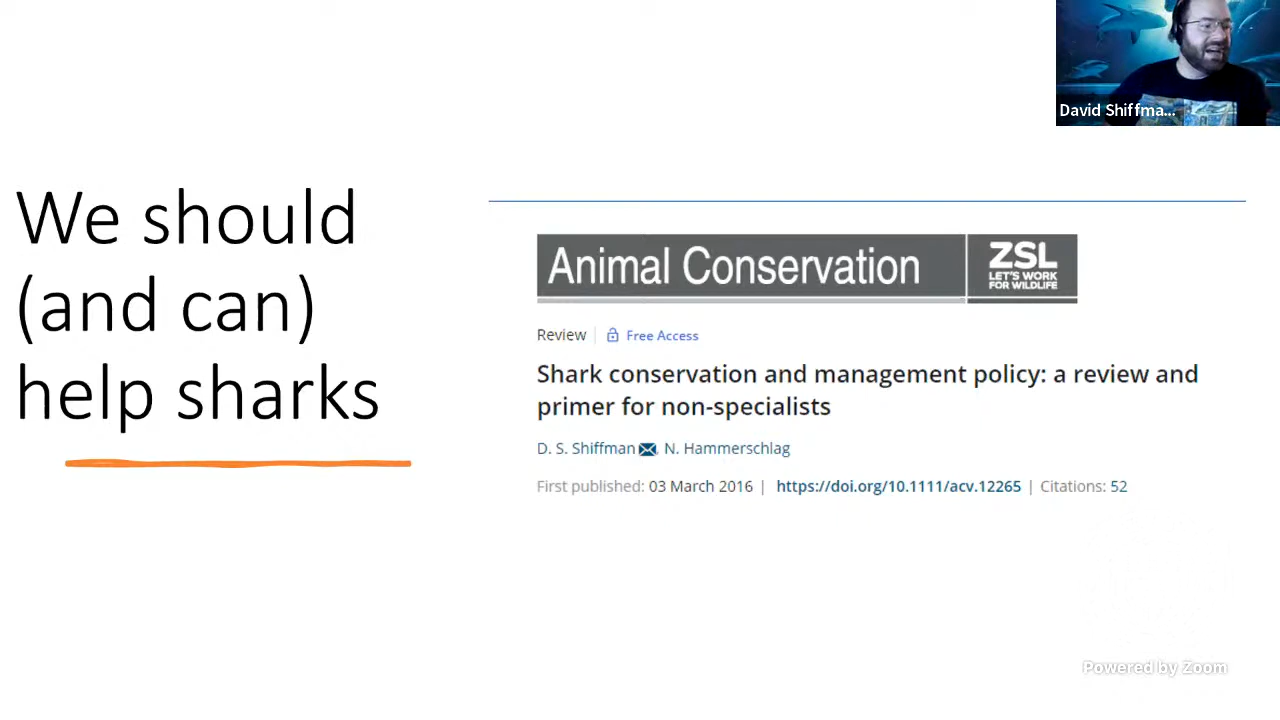 David Shiffma...
We should
(and can)
help sharks
Animal Conservation
ZSL
LET'S WORK
FOR WILDLIFE
Review
Free Access
Shark conservation and management policy: a review and
primer for non-specialists
D. S. Shiffman N. Hammerschlag
First published: 03 March 2016 | https://doi.org/10.1111/acv.12265 | Citations: 52
Powered by Zoom